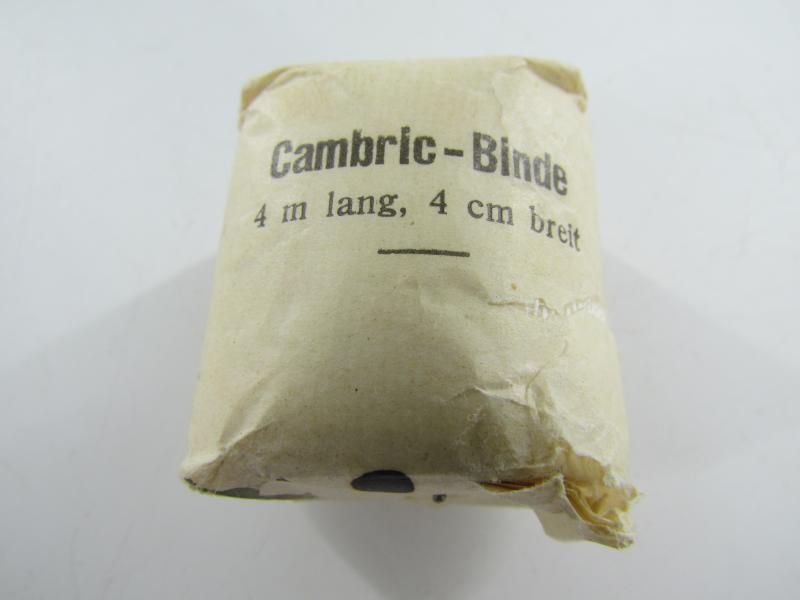 Cambric-Binde
4 m lang, 4 cm breit